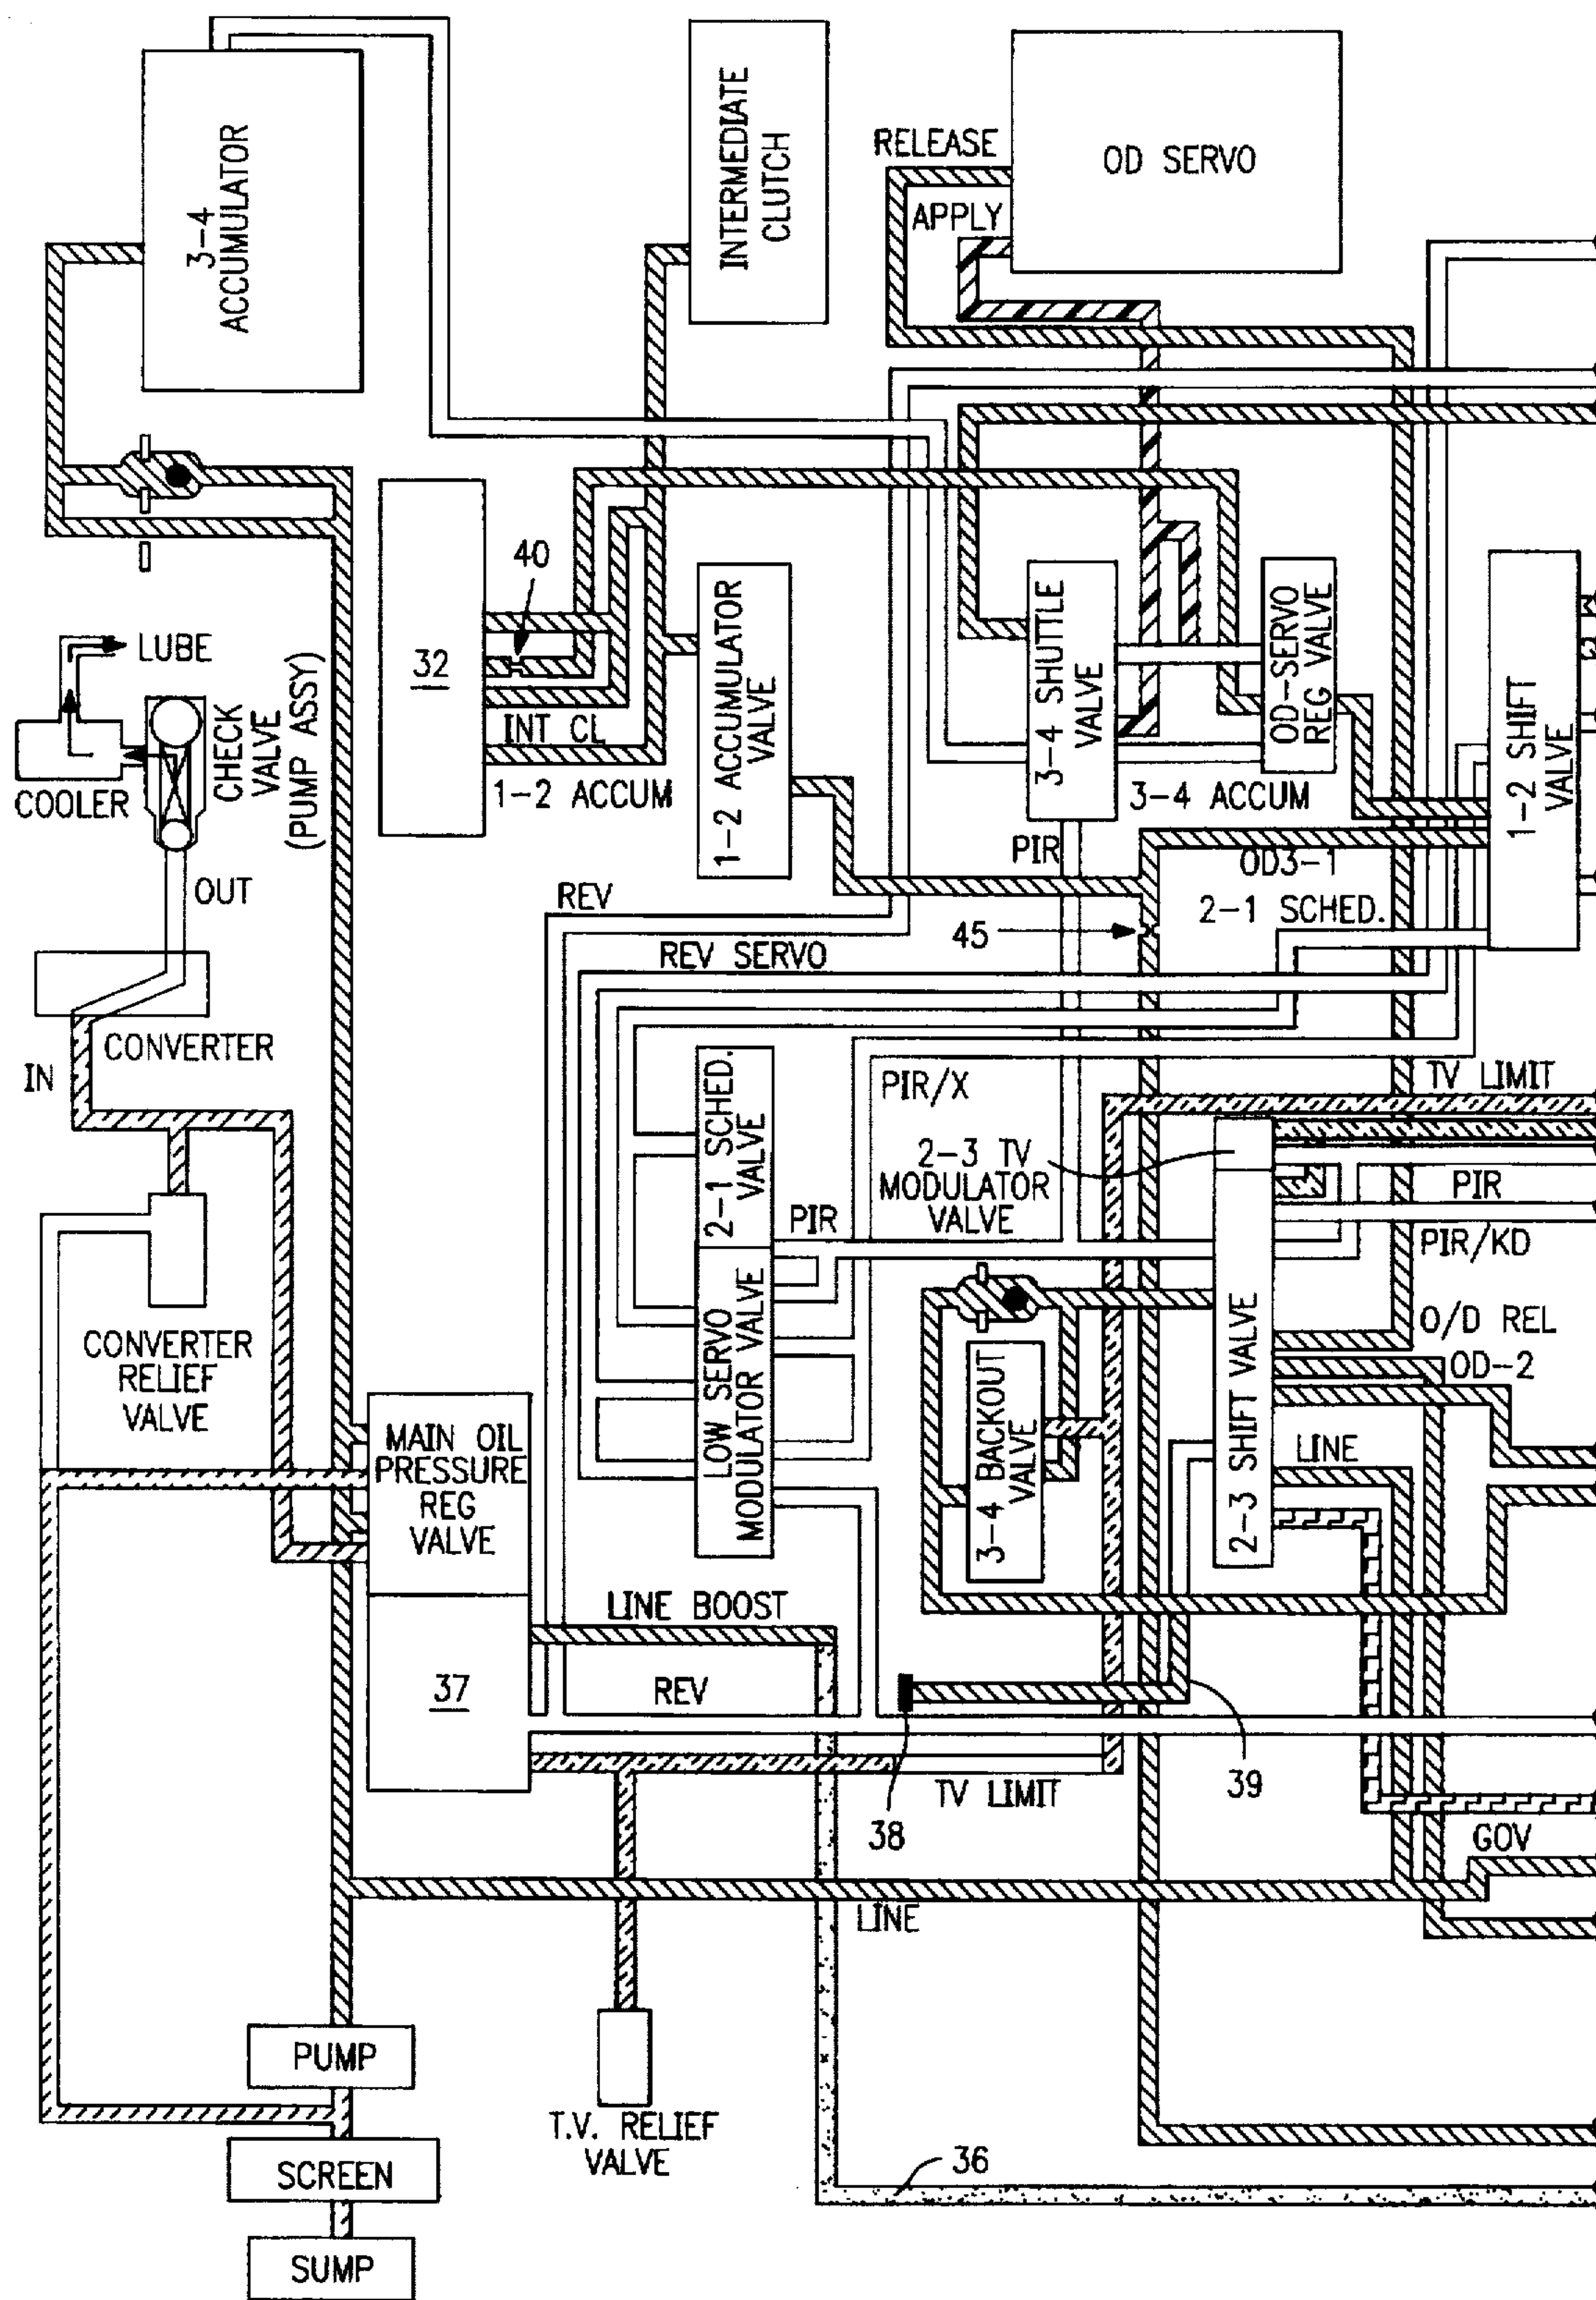 3-4
ACCUMULATOR
INTERMEDIATE
CLUTCH
RELEASE
OD SERVO
APPLY
40
LUBE
32
COOLER
CHECK
VALVE
(PUMP ASSY)
INT CL
1-2 ACCUM
1-2 ACCUMULATOR
VALVE
3-4 SHUTTLE
VALVE
OD-SERVO
REG VALVE
3-4 ACCUM
1-2 SHIFT
VALVE
PIR
OD3-1
2-1 SCHED.
OUT
REV
45
REV SERVO
CONVERTER
IN
PIR/X
TV LIMIT
2-1 SCHED.
VALVE
2-3 TV
MODULATOR
VALVE
PIR
PIR
PIR/KD
CONVERTER
RELIEF
VALVE
LOW SERVO
MODULATOR VALVE
O/D REL
OD-2
3-4 BACKOUT
VALVE
2-3 SHIFT VALVE
LINE
MAIN OIL
PRESSURE
REG
VALVE
LINE BOOST
37
REV
TV LIMIT
39
38
GOV
LINE
PUMP
T.V. RELIEF
VALVE
SCREEN
36
SUMP